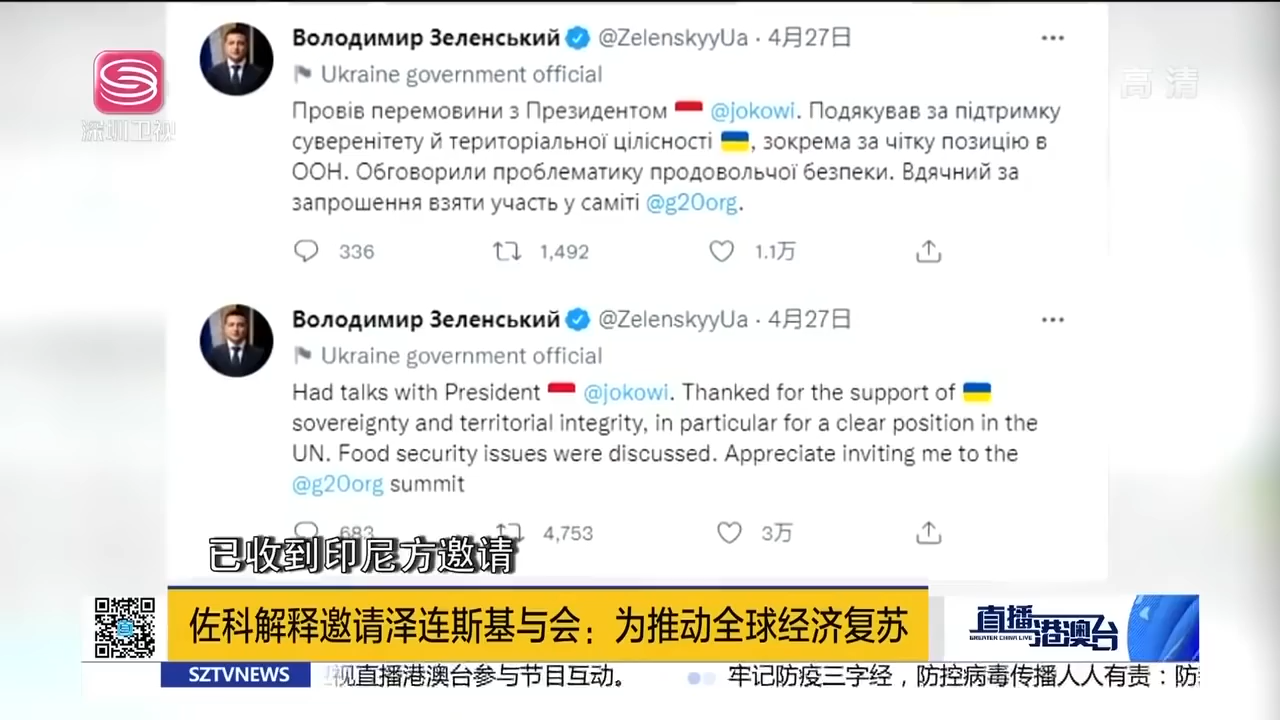 Володимир Зеленський @ZelenskyyUa · 4月27日
Ukraine government official
Провів перемовини з Президентом 🇮🇩 @jokowi. Подякував за підтримку
суверенітету й територіальної цілісності 🇺🇦, зокрема за чітку позицію в
ООН. Обговорили проблематику продовольчої безпеки. Вдячний за
запрошення взяти участь у саміті @g20org.
336 1,492 1.1万
深圳卫视
高清
Володимир Зеленський @ZelenskyyUa · 4月27日
Ukraine government official
Had talks with President 🇮🇩 @jokowi. Thanked for the support of 🇺🇦
sovereignty and territorial integrity, in particular for a clear position in the
UN. Food security issues were discussed. Appreciate inviting me to the
@g20org summit
683 4,753 3万
已收到印尼方邀请
佐科解释邀请泽连斯基与会：为推动全球经济复苏
直播港澳台
GREATER CHINA LIVE
SZTVNEWS
视直播港澳台参与节目互动。 牢记防疫三字经，防控病毒传播人人有责：防